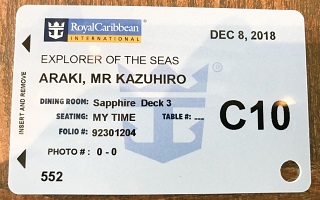 RoyalCaribbean
INTERNATIONAL
DEC 8, 2018
EXPLORER OF THE SEAS
ARAKI, MR KAZUHIRO
DINING ROOM: Sapphire Deck 3
SEATING: MY TIME TABLE#: ---
FOLIO #: 92301204
C10
PHOTO # : 0 - 0
552
INSERT AND REMOVE